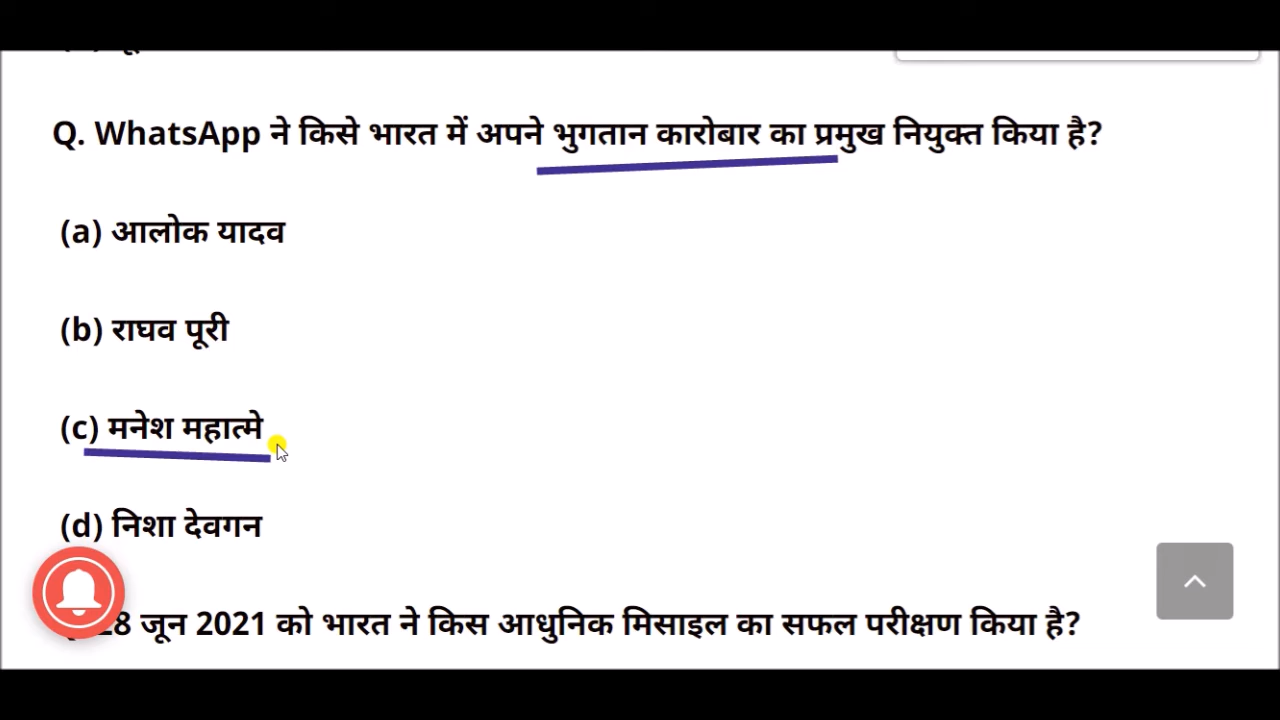 Q. WhatsApp ने किसे भारत में अपने भुगतान कारोबार का प्रमुख नियुक्त किया है?
(a) आलोक यादव
(b) राघव पूरी
(c) मनेश महात्मे
(d) निशा देवगन
28 जून 2021 को भारत ने किस आधुनिक मिसाइल का सफल परीक्षण किया है?